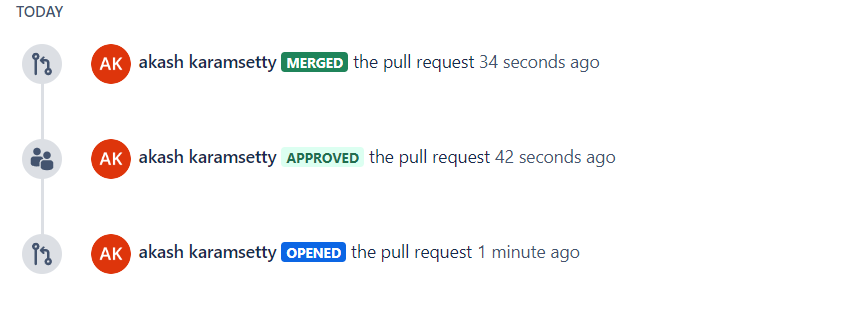 TODAY
AK akash karamsetty MERGED the pull request 34 seconds ago
AK akash karamsetty APPROVED the pull request 42 seconds ago
AK akash karamsetty OPENED the pull request 1 minute ago